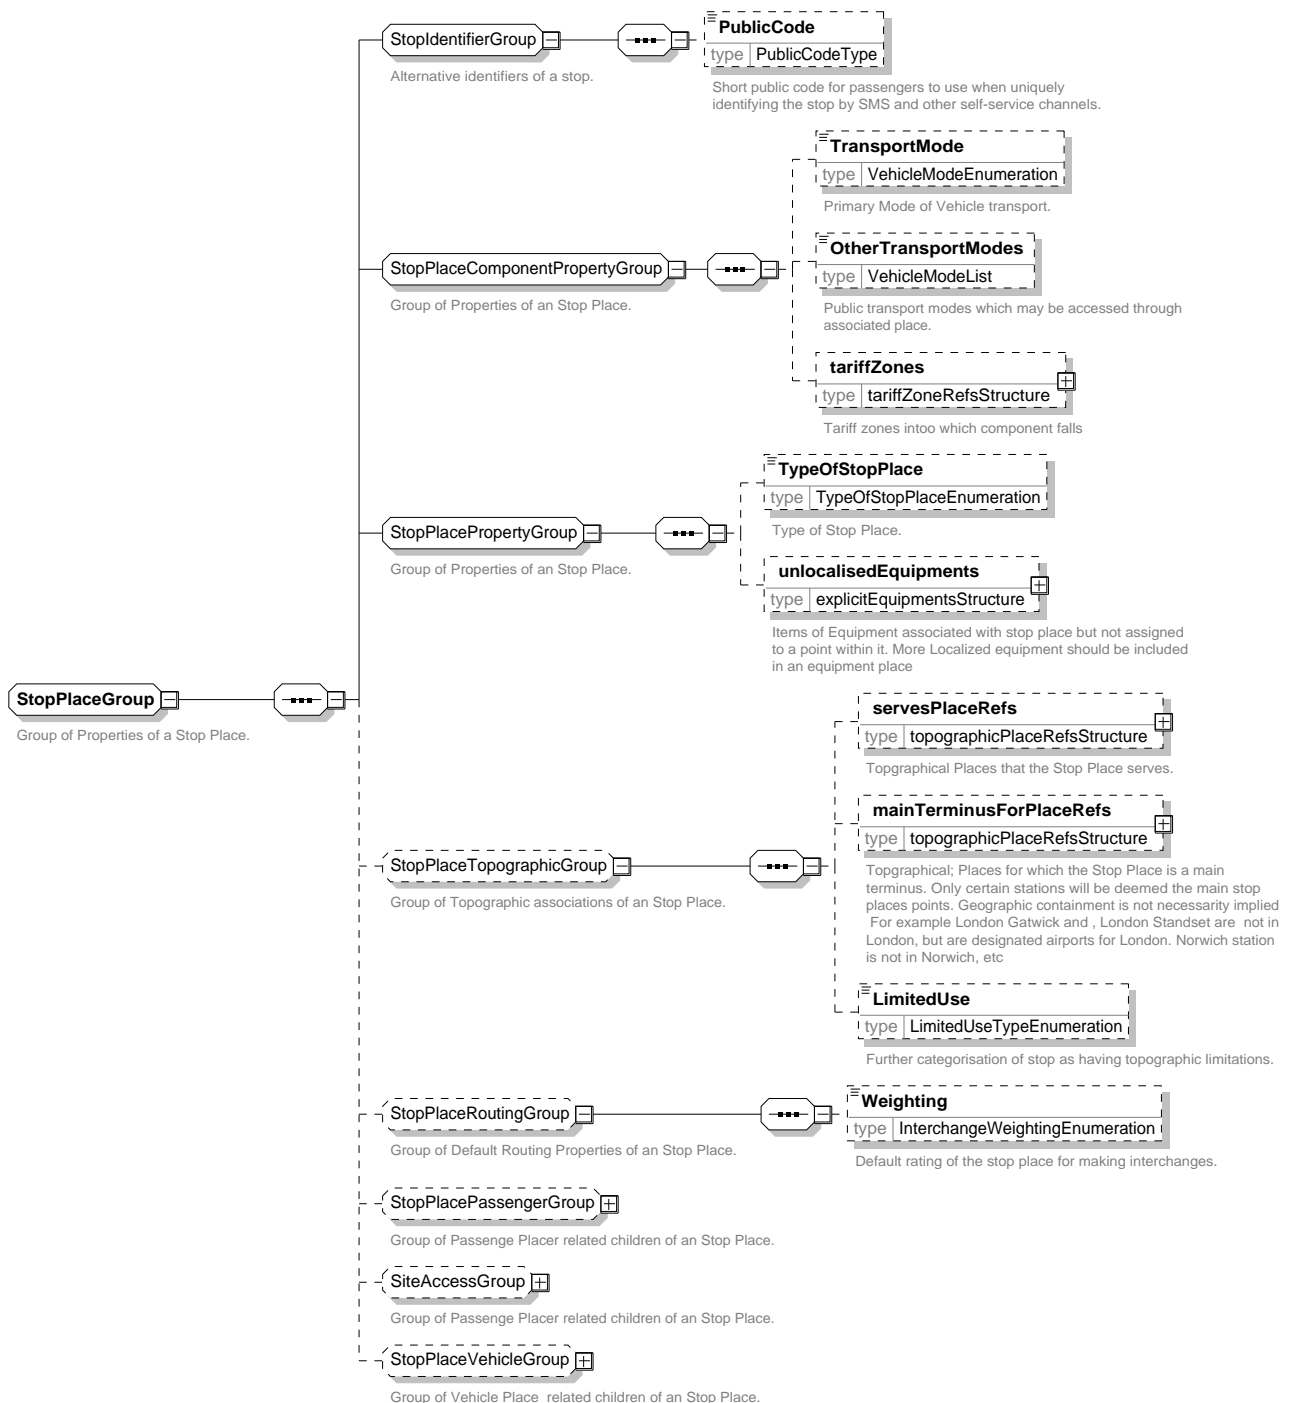 StopIdentifierGroup
Alternative identifiers of a stop.
PublicCode
type PublicCodeType
Short public code for passengers to use when uniquely
identifying the stop by SMS and other self-service channels.
StopPlaceComponentPropertyGroup
Group of Properties of an Stop Place.
TransportMode
type VehicleModeEnumeration
Primary Mode of Vehicle transport.
OtherTransportModes
type VehicleModeList
Public transport modes which may be accessed through
associated place.
tariffZones
type tariffZoneRefsStructure
Tariff zones intoo which component falls
StopPlacePropertyGroup
Group of Properties of an Stop Place.
TypeOfStopPlace
type TypeOfStopPlaceEnumeration
Type of Stop Place.
unlocalisedEquipments
type explicitEquipmentsStructure
Items of Equipment associated with stop place but not assigned
to a point within it. More Localized equipment should be included
in an equipment place
StopPlaceGroup
Group of Properties of a Stop Place.
StopPlaceTopographicGroup
Group of Topographic associations of an Stop Place.
servesPlaceRefs
type topographicPlaceRefsStructure
Topgraphical Places that the Stop Place serves.
mainTerminusForPlaceRefs
type topographicPlaceRefsStructure
Topgraphical; Places for which the Stop Place is a main
terminus. Only certain stations will be deemed the main stop
places points. Geographic containment is not necessarity implied
For example London Gatwick and , London Standset are  not in
London, but are designated airports for London. Norwich station
is not in Norwich, etc
LimitedUse
type LimitedUseTypeEnumeration
Further categorisation of stop as having topographic limitations.
StopPlaceRoutingGroup
Group of Default Routing Properties of an Stop Place.
Weighting
type InterchangeWeightingEnumeration
Default rating of the stop place for making interchanges.
StopPlacePassengerGroup
Group of Passenge Placer related children of an Stop Place.
SiteAccessGroup
Group of Passenge Placer related children of an Stop Place.
StopPlaceVehicleGroup
Group of Vehicle Place  related children of an Stop Place.